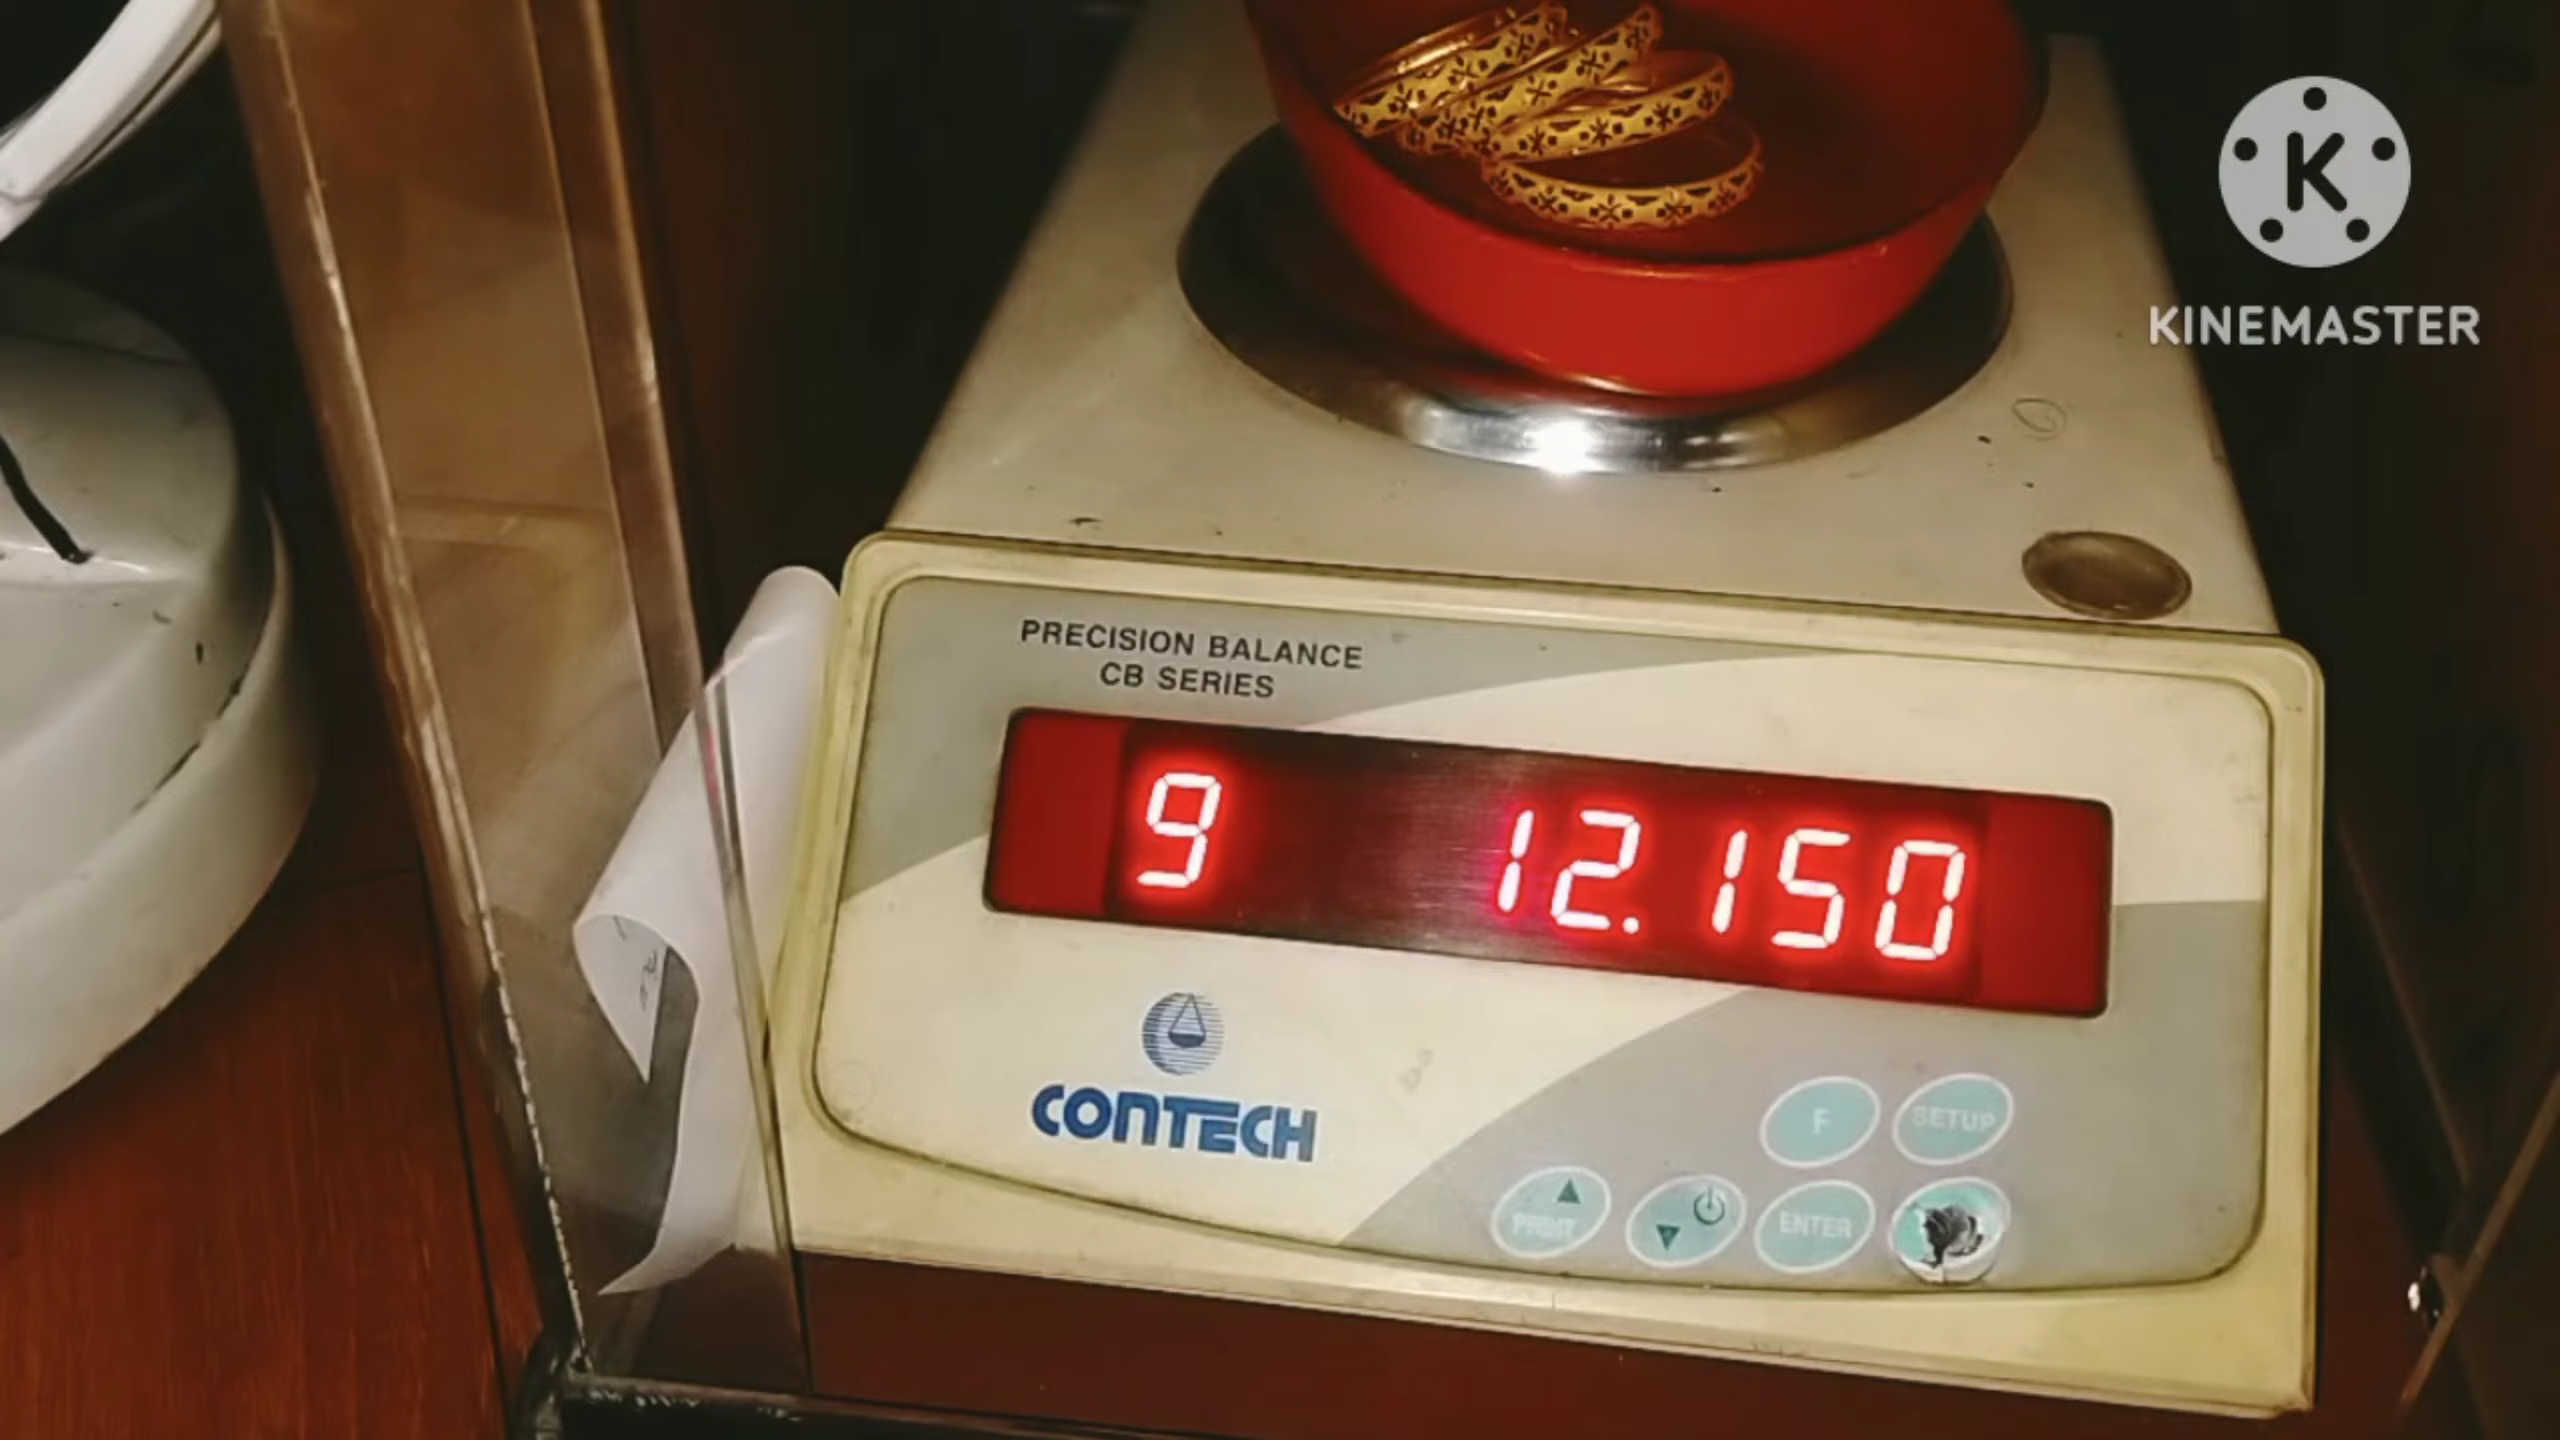 K
KINEMASTER
PRECISION BALANCE
CB SERIES
9 12.150
CONTECH
F
SETUP
PRINT
ENTER